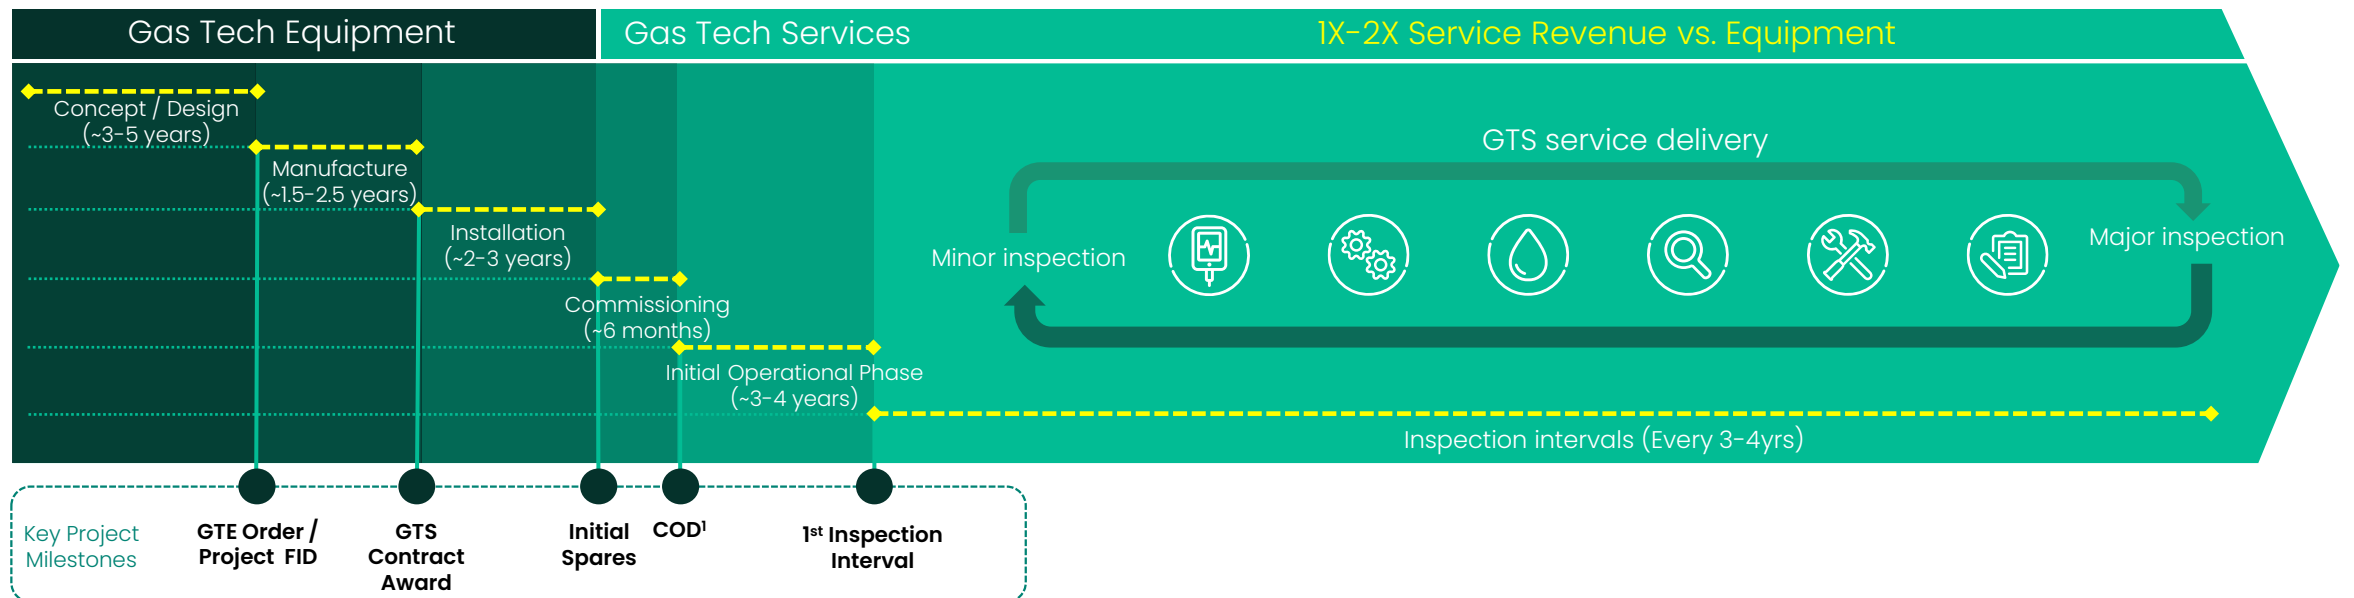 Gas Tech Equipment
Gas Tech Services
1X-2X Service Revenue vs. Equipment
Concept / Design
(~3-5 years)
Manufacture
(~1.5-2.5 years)
Installation
(~2-3 years)
Commissioning
(~6 months)
Initial Operational Phase
(~3-4 years)
GTS service delivery
Minor inspection
Major inspection
Inspection intervals (Every 3-4yrs)
Key Project
Milestones
GTE Order /
Project FID
GTS
Contract
Award
Initial
Spares
COD¹
1st Inspection
Interval